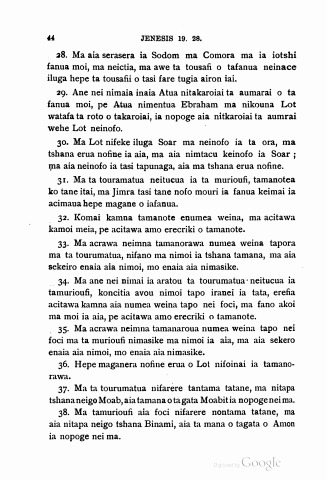 44 JENESIS 19. 28.
28. Ma aia serasera ia Sodom ma Comora ma ia iotshi
fanua moi, ma neictia, ma awe ta tousafi o tafanua neinace
iluga hepe ta tousafii o tasi fare tugia airon iai.
29. Ane nei nimaia inaia Atua nitakaroiai ta aumarai o ta
fanua moi, pe Atua nimentua Ebraham ma nikouna Lot
watafa ta roto o takaroiai, ia nopoge aia nitkaroiai ta aumrai
wehe Lot neinofo.
30. Ma Lot nifeke iluga Soar ma neinofo ia ta ora, ma
tshana erua nofine ia aia, ma aia nimtacu keinofo ia Soar ;
ma aia neinofo ia tasi tapunaga, aia ma tshana erua nofine.
31. Ma ta touramatua neitucua ia ta murioufi, tamanotea
ko tane itai, ma Jimra tasi tane nofo mouri ia fanua keimai ia
acimaua hepe magane o iafanua.
32. Komai kamna tamanote enumea weina, ma acitawa
kamoi meia, pe acitawa amo erecriki o tamanote.
33. Ma acrawa neimna tamanorawa numea weina tapora
ma ta tourumatua, nifano ma nimoi ia tshana tamana, ma aia
sekeiro enaia aia nimoi, mo enaia aia nimasike.
34. Ma ane nei nimai ia aratou ta tourumatua neitucua ia
tamurioufi, koncitia avou nimoi tapo iranei ia tata, erefia
acitawa kamna aia numea weina tapo nei foci, ma fano akoi
ma moi ia aia, pe acitawa amo erecriki o tamanote.
35. Ma acrawa neimna tamanaroua numea weina tapo nei
foci ma ta murioufi nimasike ma nimoi ia aia, ma aia sekero
enaia aia nimoi, mo enaia aia nimasike.
36. Hepe maganera nofine erua o Lot nifoinai ia tamano-
rawa.
37. Ma ta tourumatua nifarere tantama tatane, ma nitapa
tshana neigo Moab, aia tamana o ta gata Moabit ia nopoge nei ma.
38. Ma tamurioufi aia foci nifarere nontama tatane, ma
aia nitapa neigo tshana Binami, aia ta mana o tagata o Amon
ia nopoge nei ma.
Digitized by Google